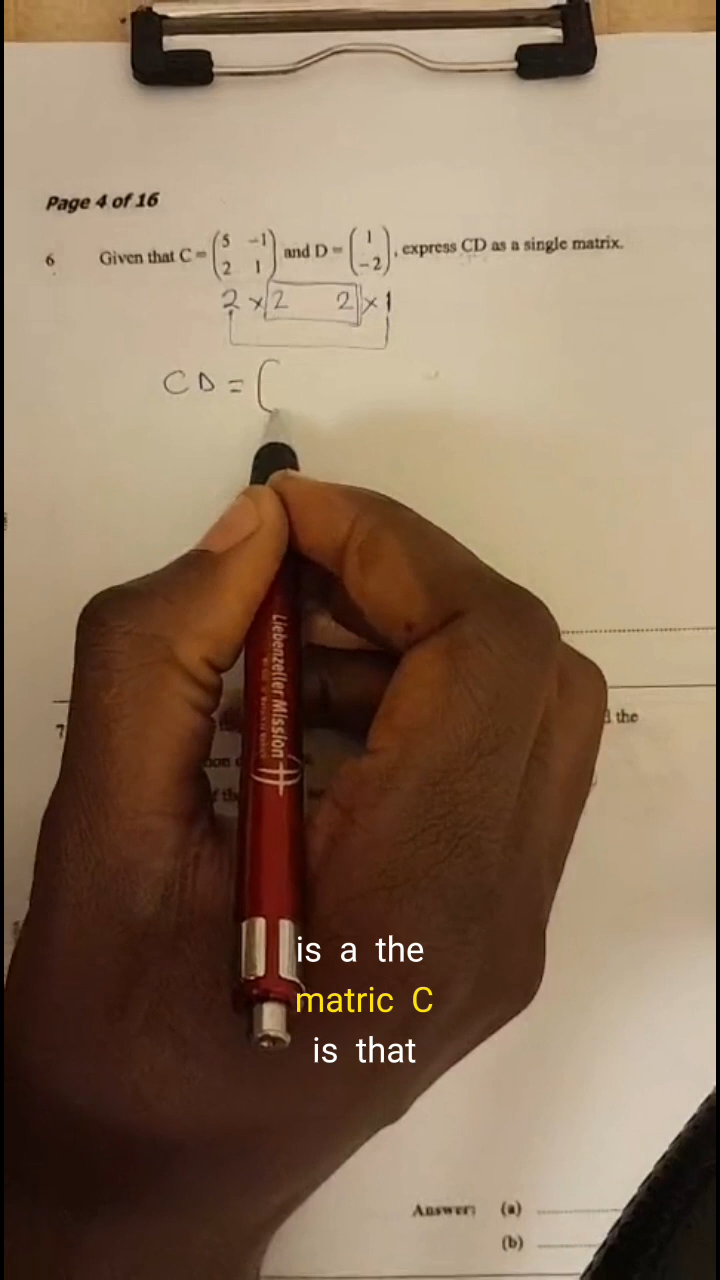 Page 4 of 16
6 Given that C = (5 -1 2 1) and D = (1 -2), express CD as a single matrix.
2 × 2 2 × 1
CD = (
Liebenzeller Mission
7 the
is a the
matric C
is that
Answer: (a)
(b)